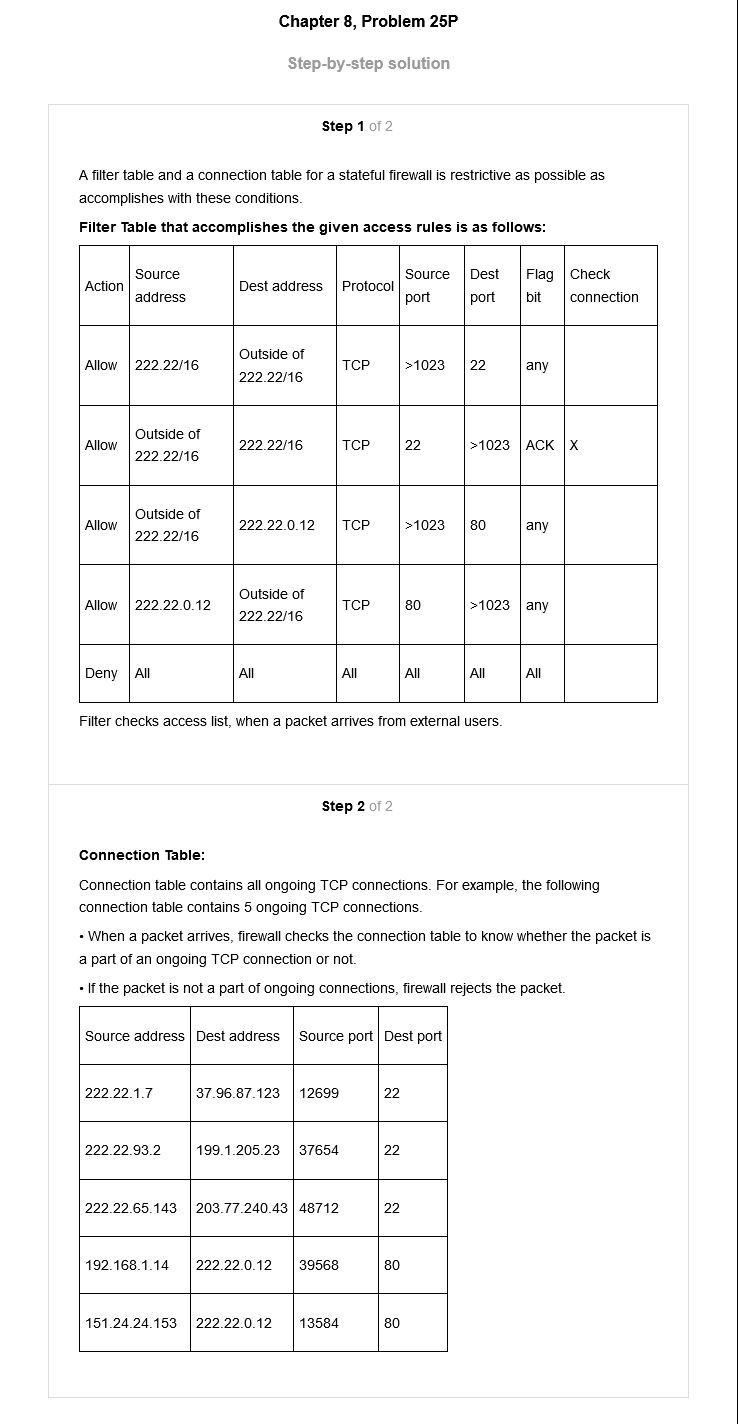 Chapter 8, Problem 25P
Step-by-step solution
Step 1 of 2
A filter table and a connection table for a stateful firewall is restrictive as possible as
accomplishes with these conditions.
Filter Table that accomplishes the given access rules is as follows:
Action Source address Dest address Protocol Source port Dest port Flag bit Check connection
Allow 222.22/16 Outside of 222.22/16 TCP >1023 22 any
Allow Outside of 222.22/16 222.22/16 TCP 22 >1023 ACK X
Allow Outside of 222.22/16 222.22.0.12 TCP >1023 80 any
Allow 222.22.0.12 Outside of 222.22/16 TCP 80 >1023 any
Deny All All All All All All
Filter checks access list, when a packet arrives from external users.
Step 2 of 2
Connection Table:
Connection table contains all ongoing TCP connections. For example, the following
connection table contains 5 ongoing TCP connections.
• When a packet arrives, firewall checks the connection table to know whether the packet is
a part of an ongoing TCP connection or not.
• If the packet is not a part of ongoing connections, firewall rejects the packet.
Source address Dest address Source port Dest port
222.22.1.7 37.96.87.123 12699 22
222.22.93.2 199.1.205.23 37654 22
222.22.65.143 203.77.240.43 48712 22
192.168.1.14 222.22.0.12 39568 80
151.24.24.153 222.22.0.12 13584 80